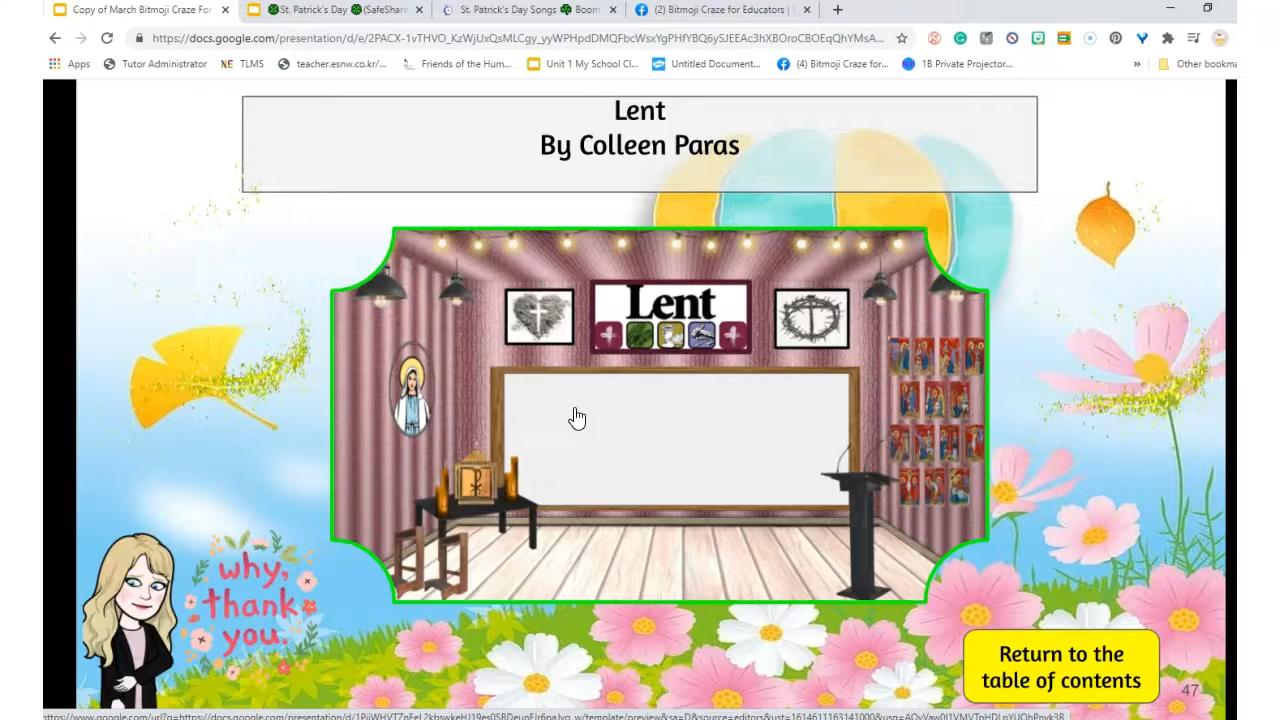 Copy of March Bitmoji Craze For
St. Patrick's Day (SafeShare
St. Patrick's Day Songs Boom
(2) Bitmoji Craze for Educators |
Apps
Tutor Administrator
NE TLMS
teacher.esnw.co.kr/...
Friends of the Hum...
Unit 1 My School Cl...
Untitled Document...
(4) Bitmoji Craze for...
1B Private Projector...
»
Other bookma
Lent
By Colleen Paras
Lent
why,
thank
you.
Return to the
table of contents
47